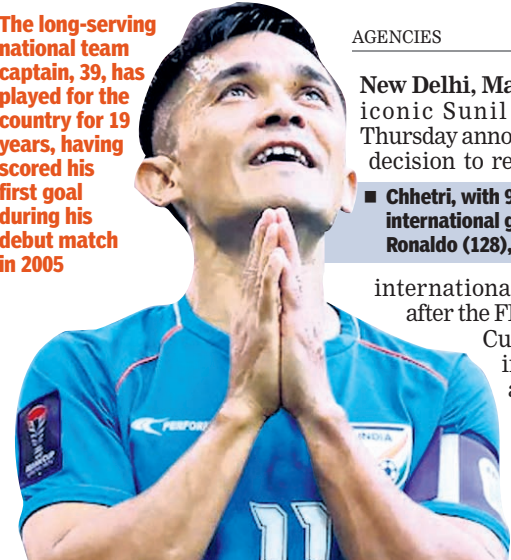 The long-serving
national team
captain, 39, has
played for the
country for 19
years, having
scored his
first goal
during his
debut match
in 2005
AGENCIES
New Delhi, Ma
iconic Sunil
Thursday anno
decision to re
■ Chhetri, with 9
international g
Ronaldo (128),
internationa
after the FI
Cu
in
a
PERFOR
INDIA
11